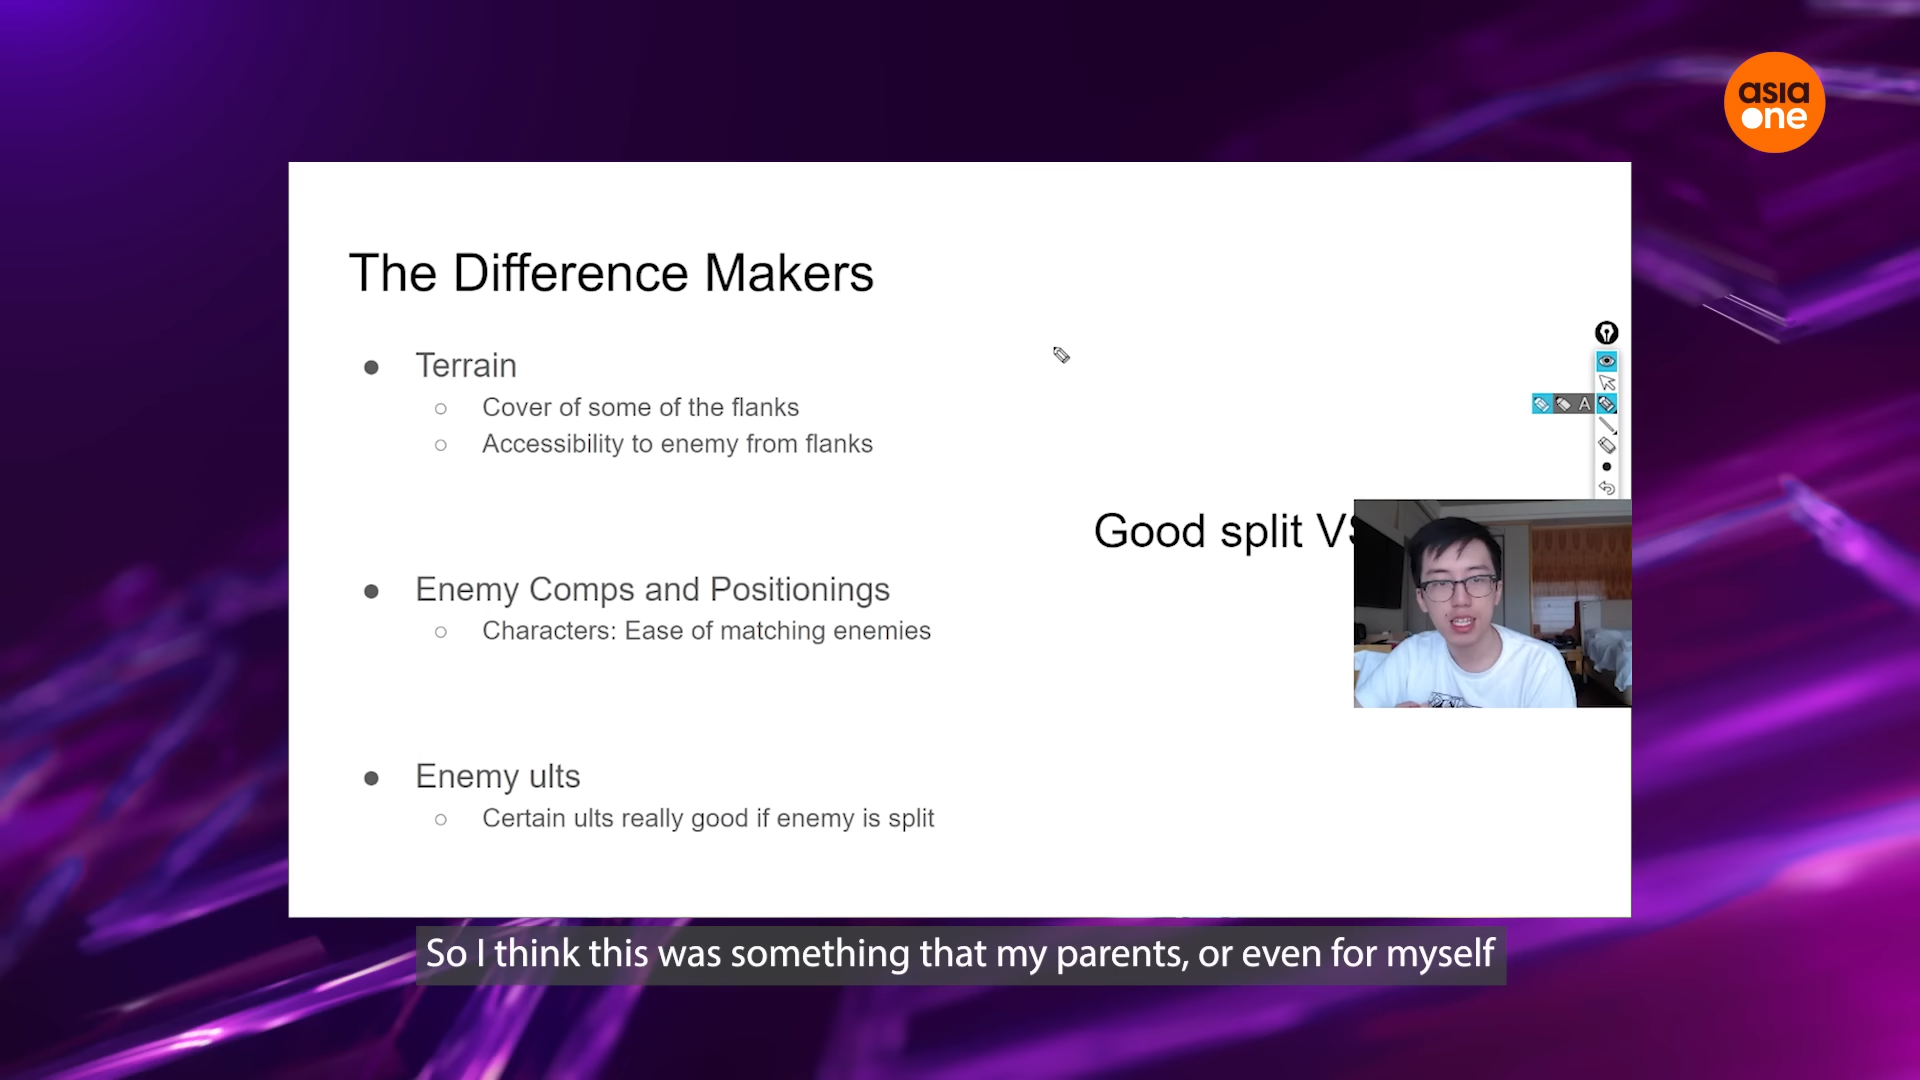 asia
one
The Difference Makers
Terrain
Cover of some of the flanks
Accessibility to enemy from flanks
Good split VS
Enemy Comps and Positionings
Characters: Ease of matching enemies
Enemy ults
Certain ults really good if enemy is split
So I think this was something that my parents, or even for myself